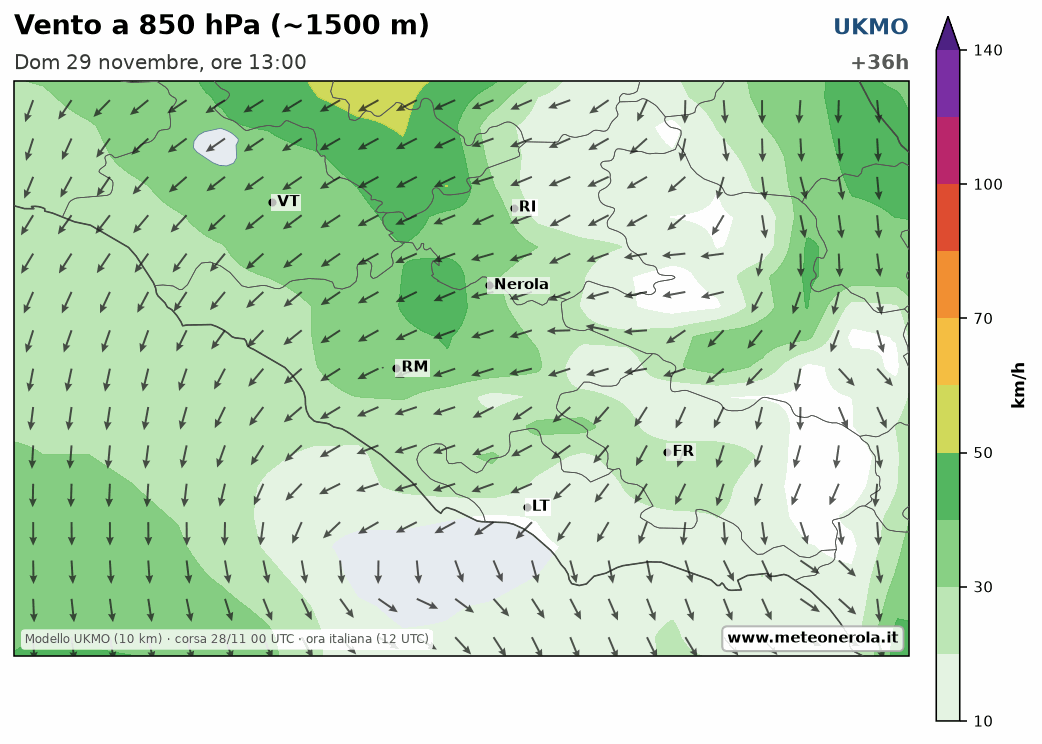 Vento a 850 hPa (~1500 m)
UKMO
Dom 29 novembre, ore 13:00
+36h
140
100
70
50
30
10
km/h
VT
RI
Nerola
RM
FR
LT
Modello UKMO (10 km) · corsa 28/11 00 UTC · ora italiana (12 UTC)
www.meteonerola.it